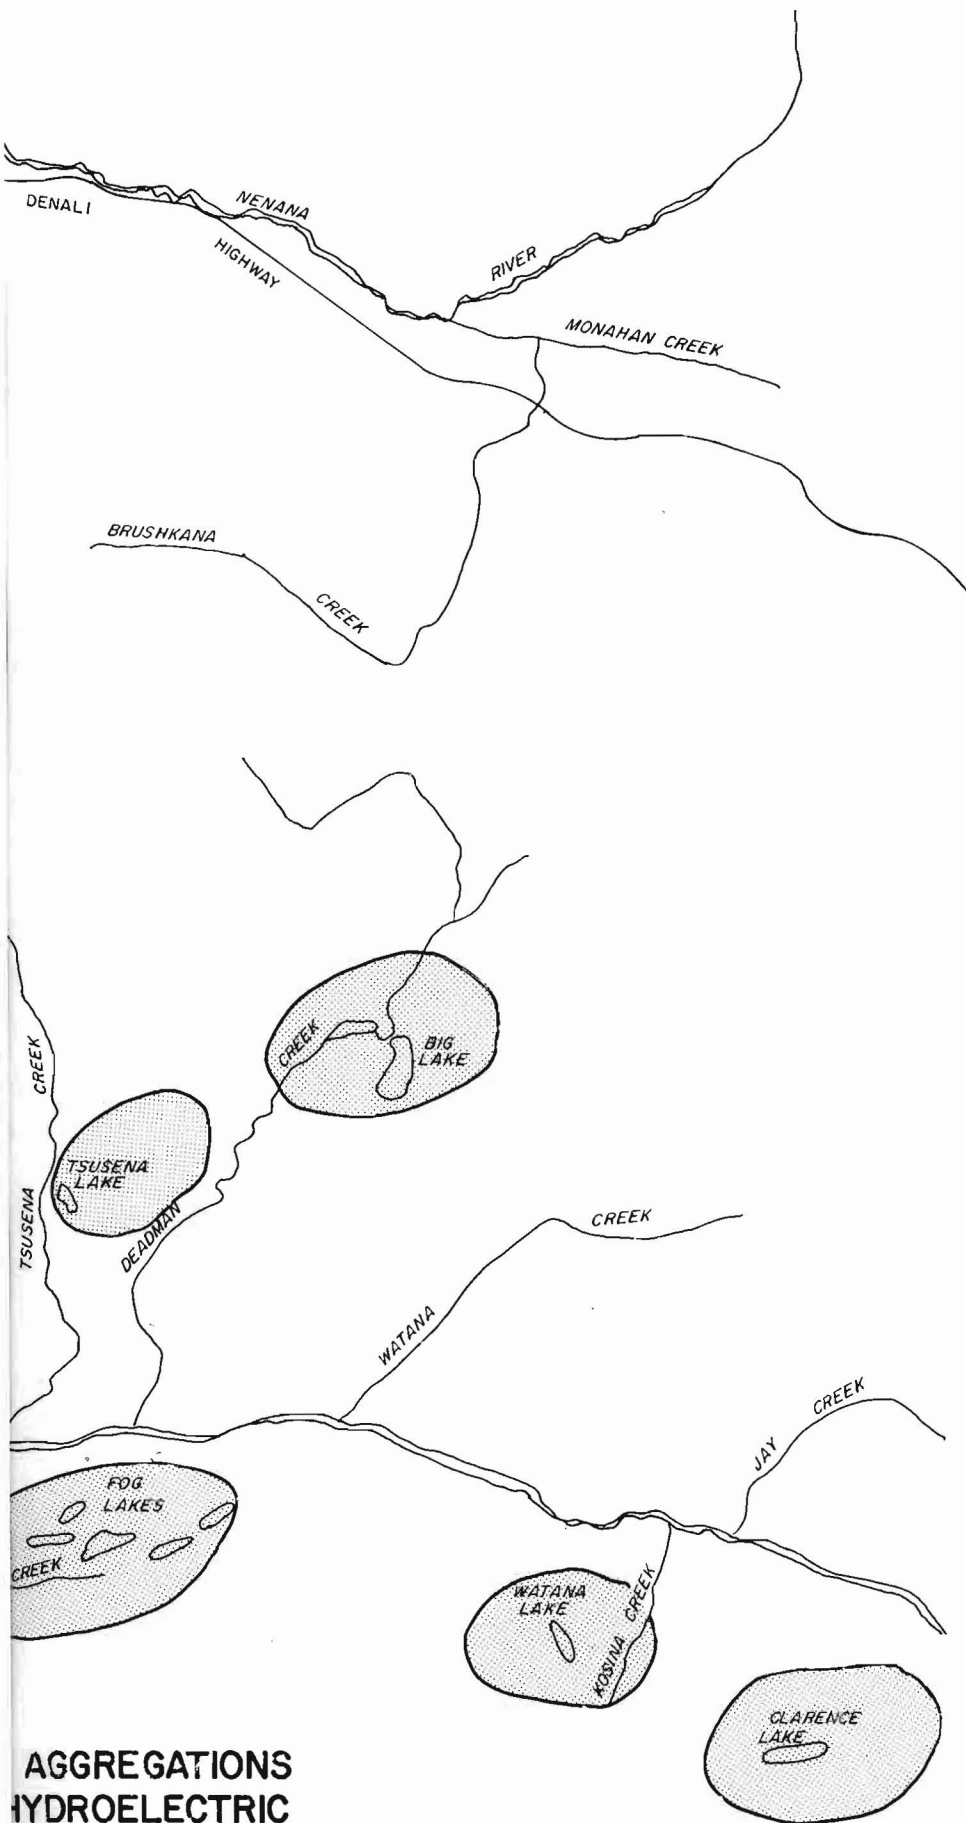 DENALI
NENANA
HIGHWAY
RIVER
MONAHAN CREEK
BRUSHKANA
CREEK
CREEK
BIG
LAKE
CREEK
TSUSENA
LAKE
TSUSENA
DEADMAN
CREEK
WATANA
CREEK
JAY
FOG
LAKES
CREEK
WATANA
LAKE
KOSINA CREEK
CLARENCE
LAKE
AGGREGATIONS
HYDROELECTRIC